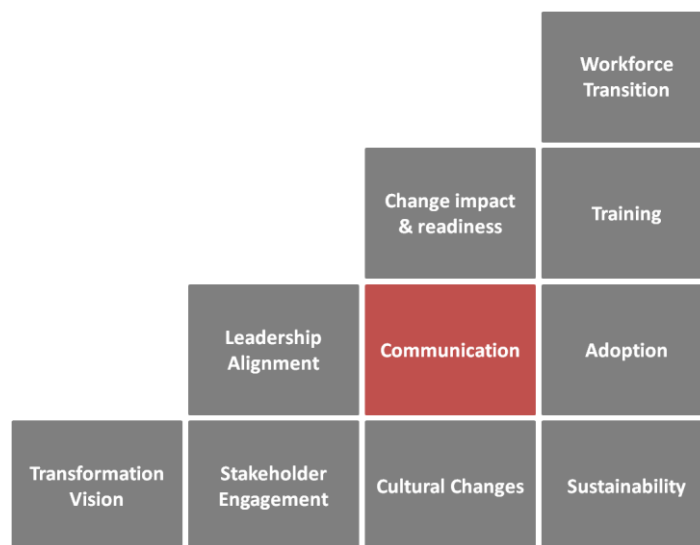 Workforce
Transition
Change impact
& readiness
Training
Leadership
Alignment
Communication
Adoption
Transformation
Vision
Stakeholder
Engagement
Cultural Changes
Sustainability